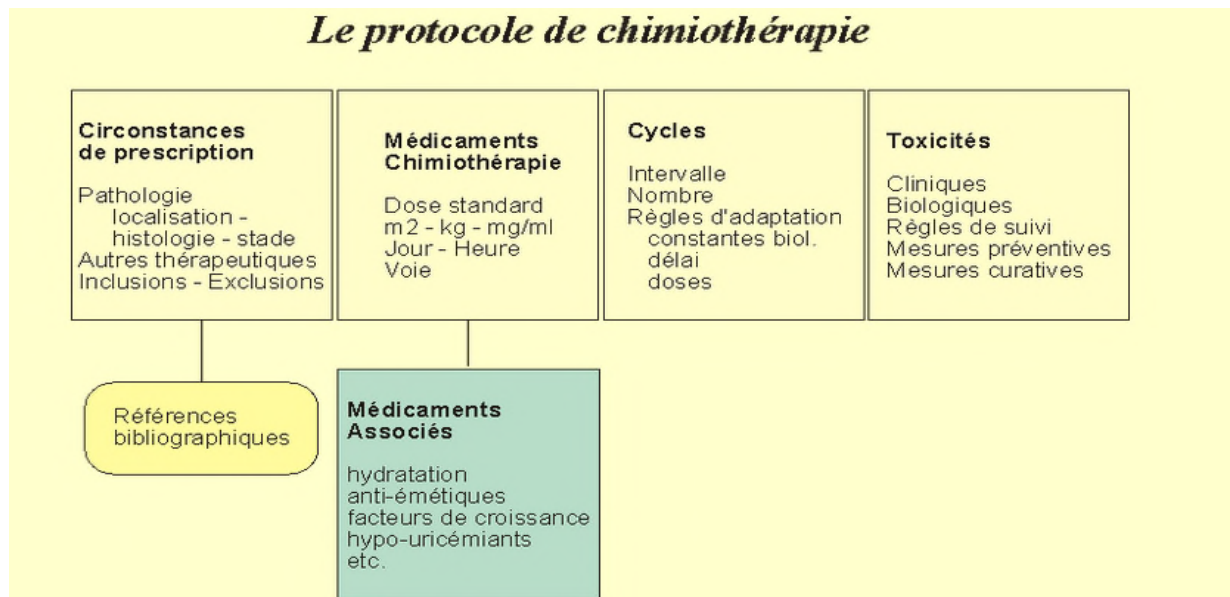 Le protocole de chimiothérapie
Circonstances
de prescription
Pathologie
localisation -
histologie - stade
Autres thérapeutiques
Inclusions - Exclusions
Médicaments
Chimiothérapie
Dose standard
m2 - kg - mg/ml
Jour - Heure
Voie
Cycles
Intervalle
Nombre
Règles d'adaptation
constantes biol.
délai
doses
Toxicités
Cliniques
Biologiques
Règles de suivi
Mesures préventives
Mesures curatives
Références
bibliographiques
Médicaments
Associés
hydratation
anti-émétiques
facteurs de croissance
hypo-uricémiants
etc.